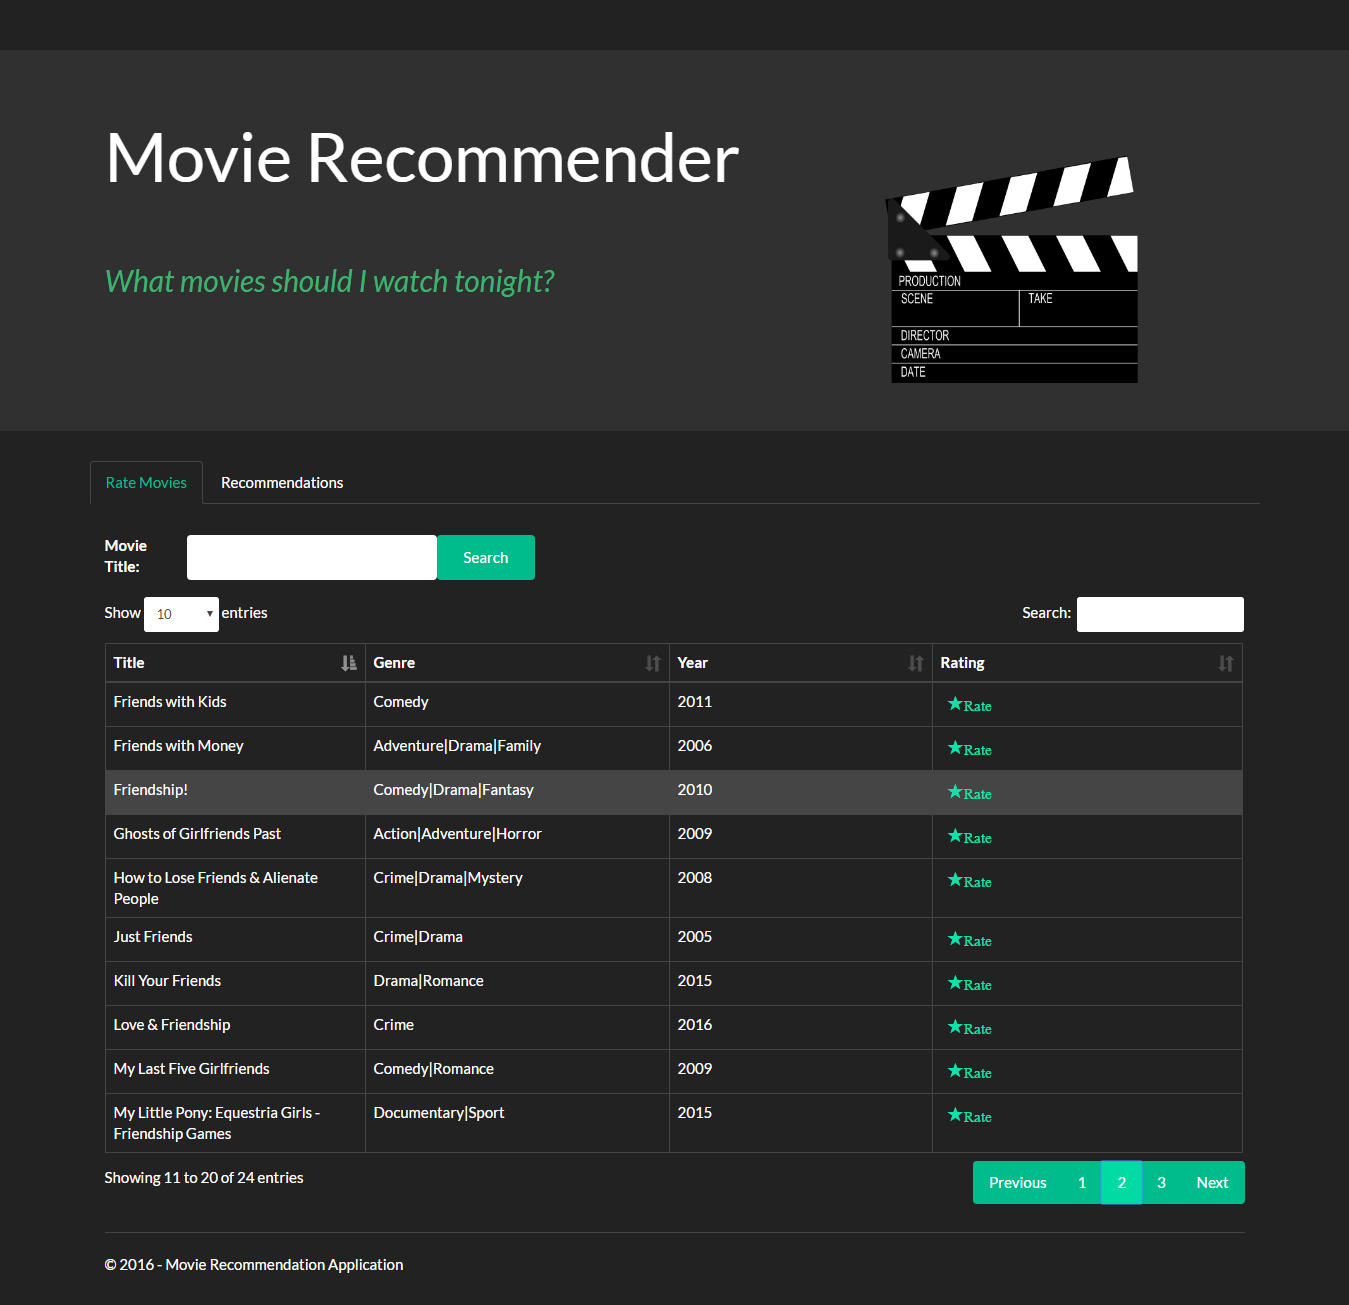 Movie Recommender
What movies should I watch tonight?
PRODUCTION
SCENE TAKE
DIRECTOR
CAMERA
DATE
Rate Movies Recommendations
Movie
Title:
Search
Show 10 entries Search:
Title Genre Year Rating
Friends with Kids Comedy 2011 ★Rate
Friends with Money Adventure|Drama|Family 2006 ★Rate
Friendship! Comedy|Drama|Fantasy 2010 ★Rate
Ghosts of Girlfriends Past Action|Adventure|Horror 2009 ★Rate
How to Lose Friends & Alienate Crime|Drama|Mystery 2008 ★Rate
People
Just Friends Crime|Drama 2005 ★Rate
Kill Your Friends Drama|Romance 2015 ★Rate
Love & Friendship Crime 2016 ★Rate
My Last Five Girlfriends Comedy|Romance 2009 ★Rate
My Little Pony: Equestria Girls - Documentary|Sport 2015 ★Rate
Friendship Games
Showing 11 to 20 of 24 entries Previous 1 2 3 Next
© 2016 - Movie Recommendation Application